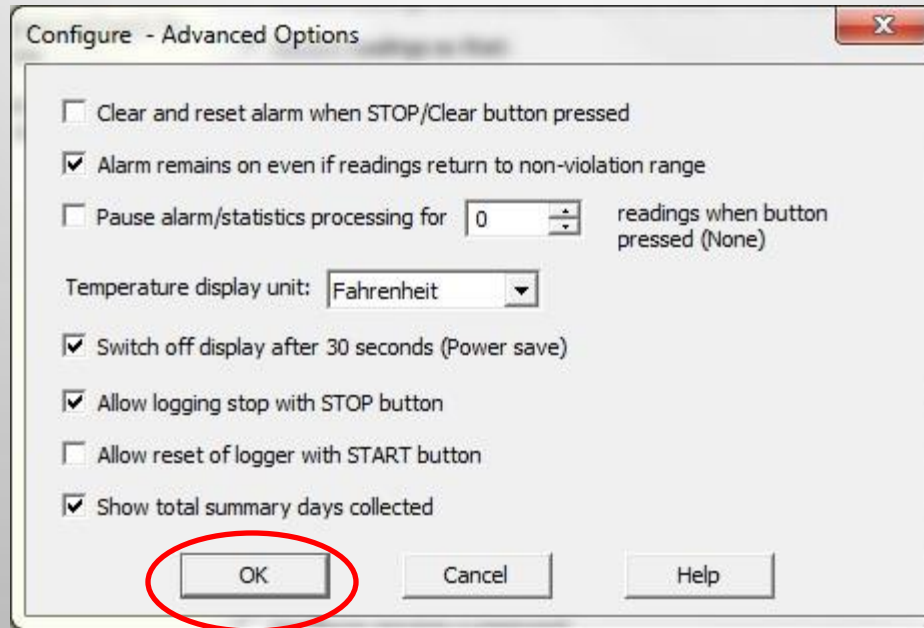 Configure - Advanced Options
Clear and reset alarm when STOP/Clear button pressed
Alarm remains on even if readings return to non-violation range
Pause alarm/statistics processing for 0 readings when button
pressed (None)
Temperature display unit: Fahrenheit
Switch off display after 30 seconds (Power save)
Allow logging stop with STOP button
Allow reset of logger with START button
Show total summary days collected
OK Cancel Help